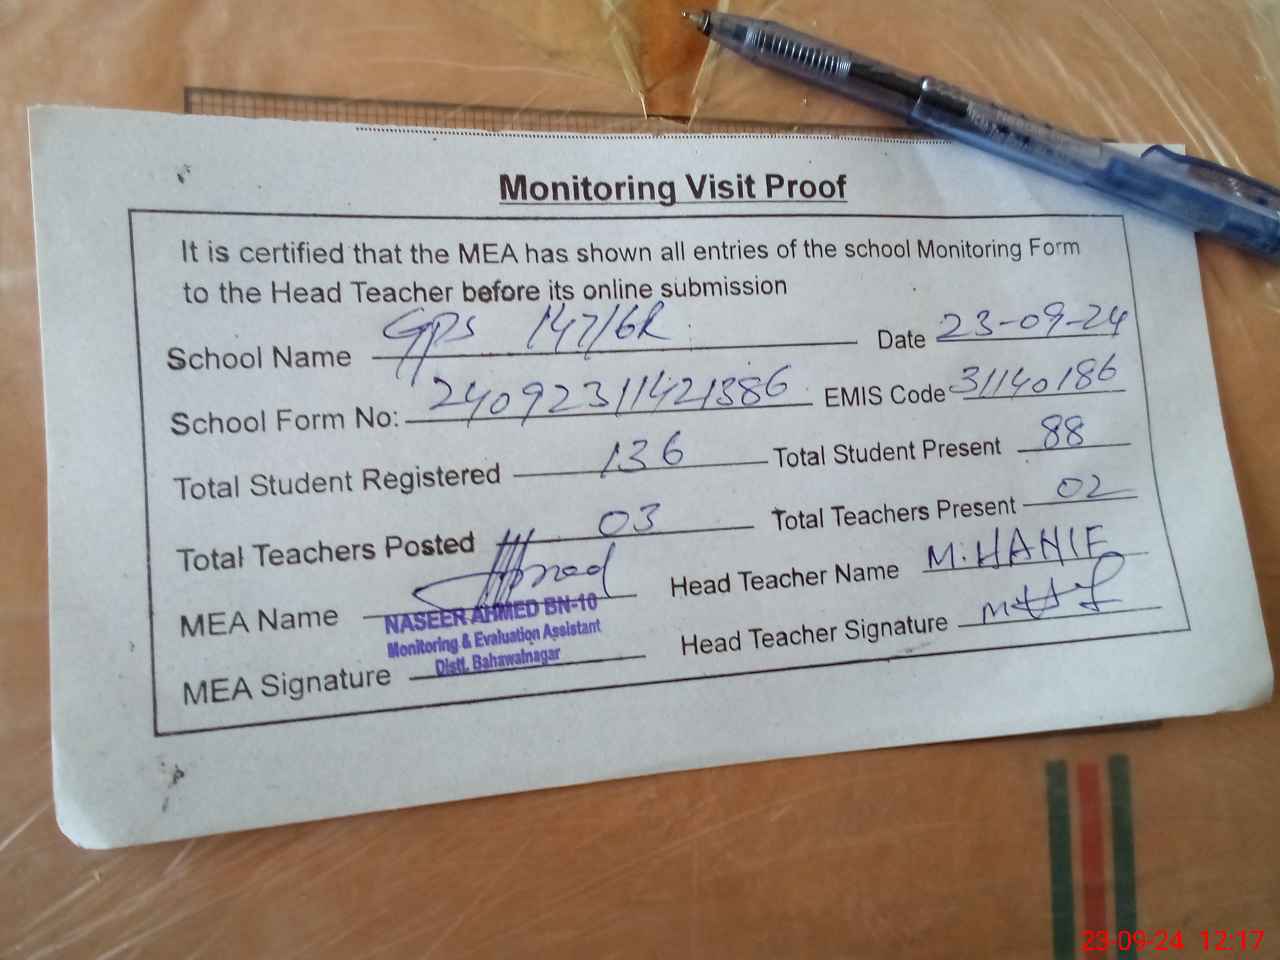 Monitoring Visit Proof
It is certified that the MEA has shown all entries of the school Monitoring Form
to the Head Teacher before its online submission
School Name GPS 147/6R Date 23-09-24
School Form No: 24092311421386 EMIS Code 31140186
Total Student Registered 136 Total Student Present 88
Total Teachers Posted 03 Total Teachers Present 02
MEA Name Head Teacher Name M.HANIF
NASEER AHMED BN-10
Monitoring & Evaluation Assistant
Distt. Bahawalnagar
MEA Signature Head Teacher Signature
23-09-24 12:17